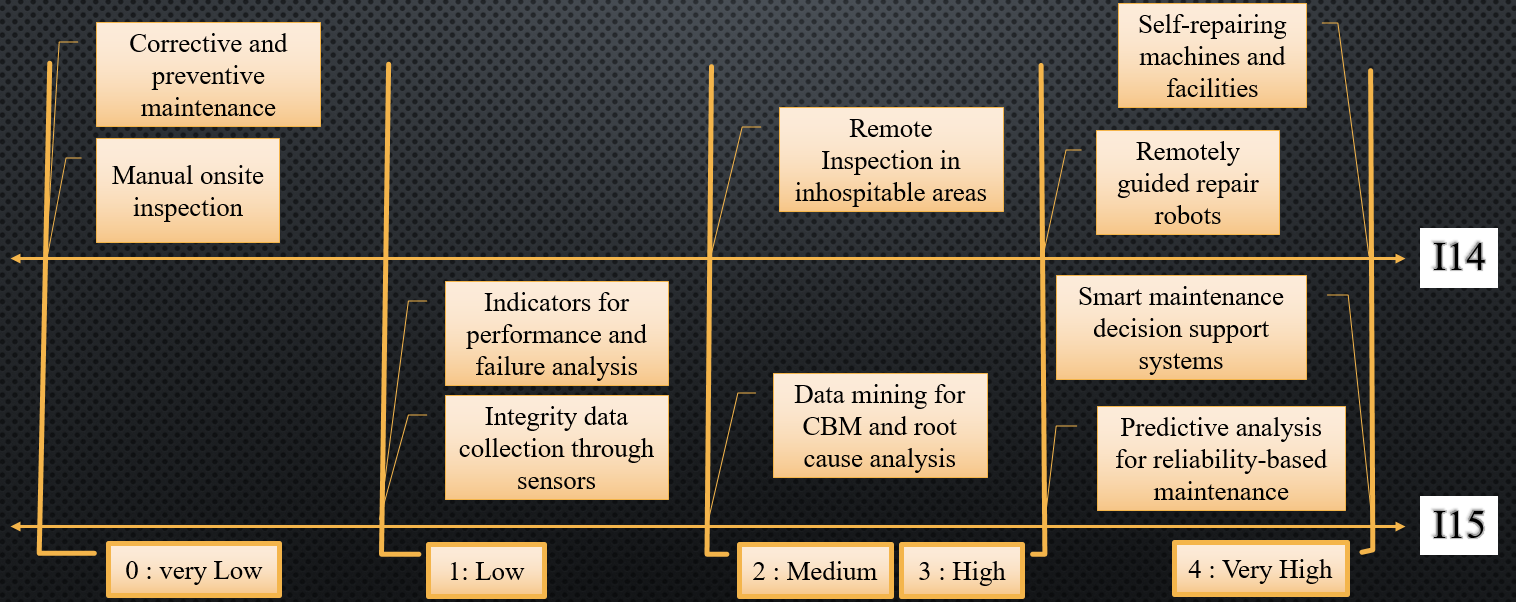 Corrective and
preventive
maintenance
Manual onsite
inspection
Remote
Inspection in
inhospitable areas
Self-repairing
machines and
facilities
Remotely
guided repair
robots
I14
Indicators for
performance and
failure analysis
Integrity data
collection through
sensors
Data mining for
CBM and root
cause analysis
Smart maintenance
decision support
systems
Predictive analysis
for reliability-based
maintenance
I15
0 : very Low
1: Low
2 : Medium
3 : High
4 : Very High